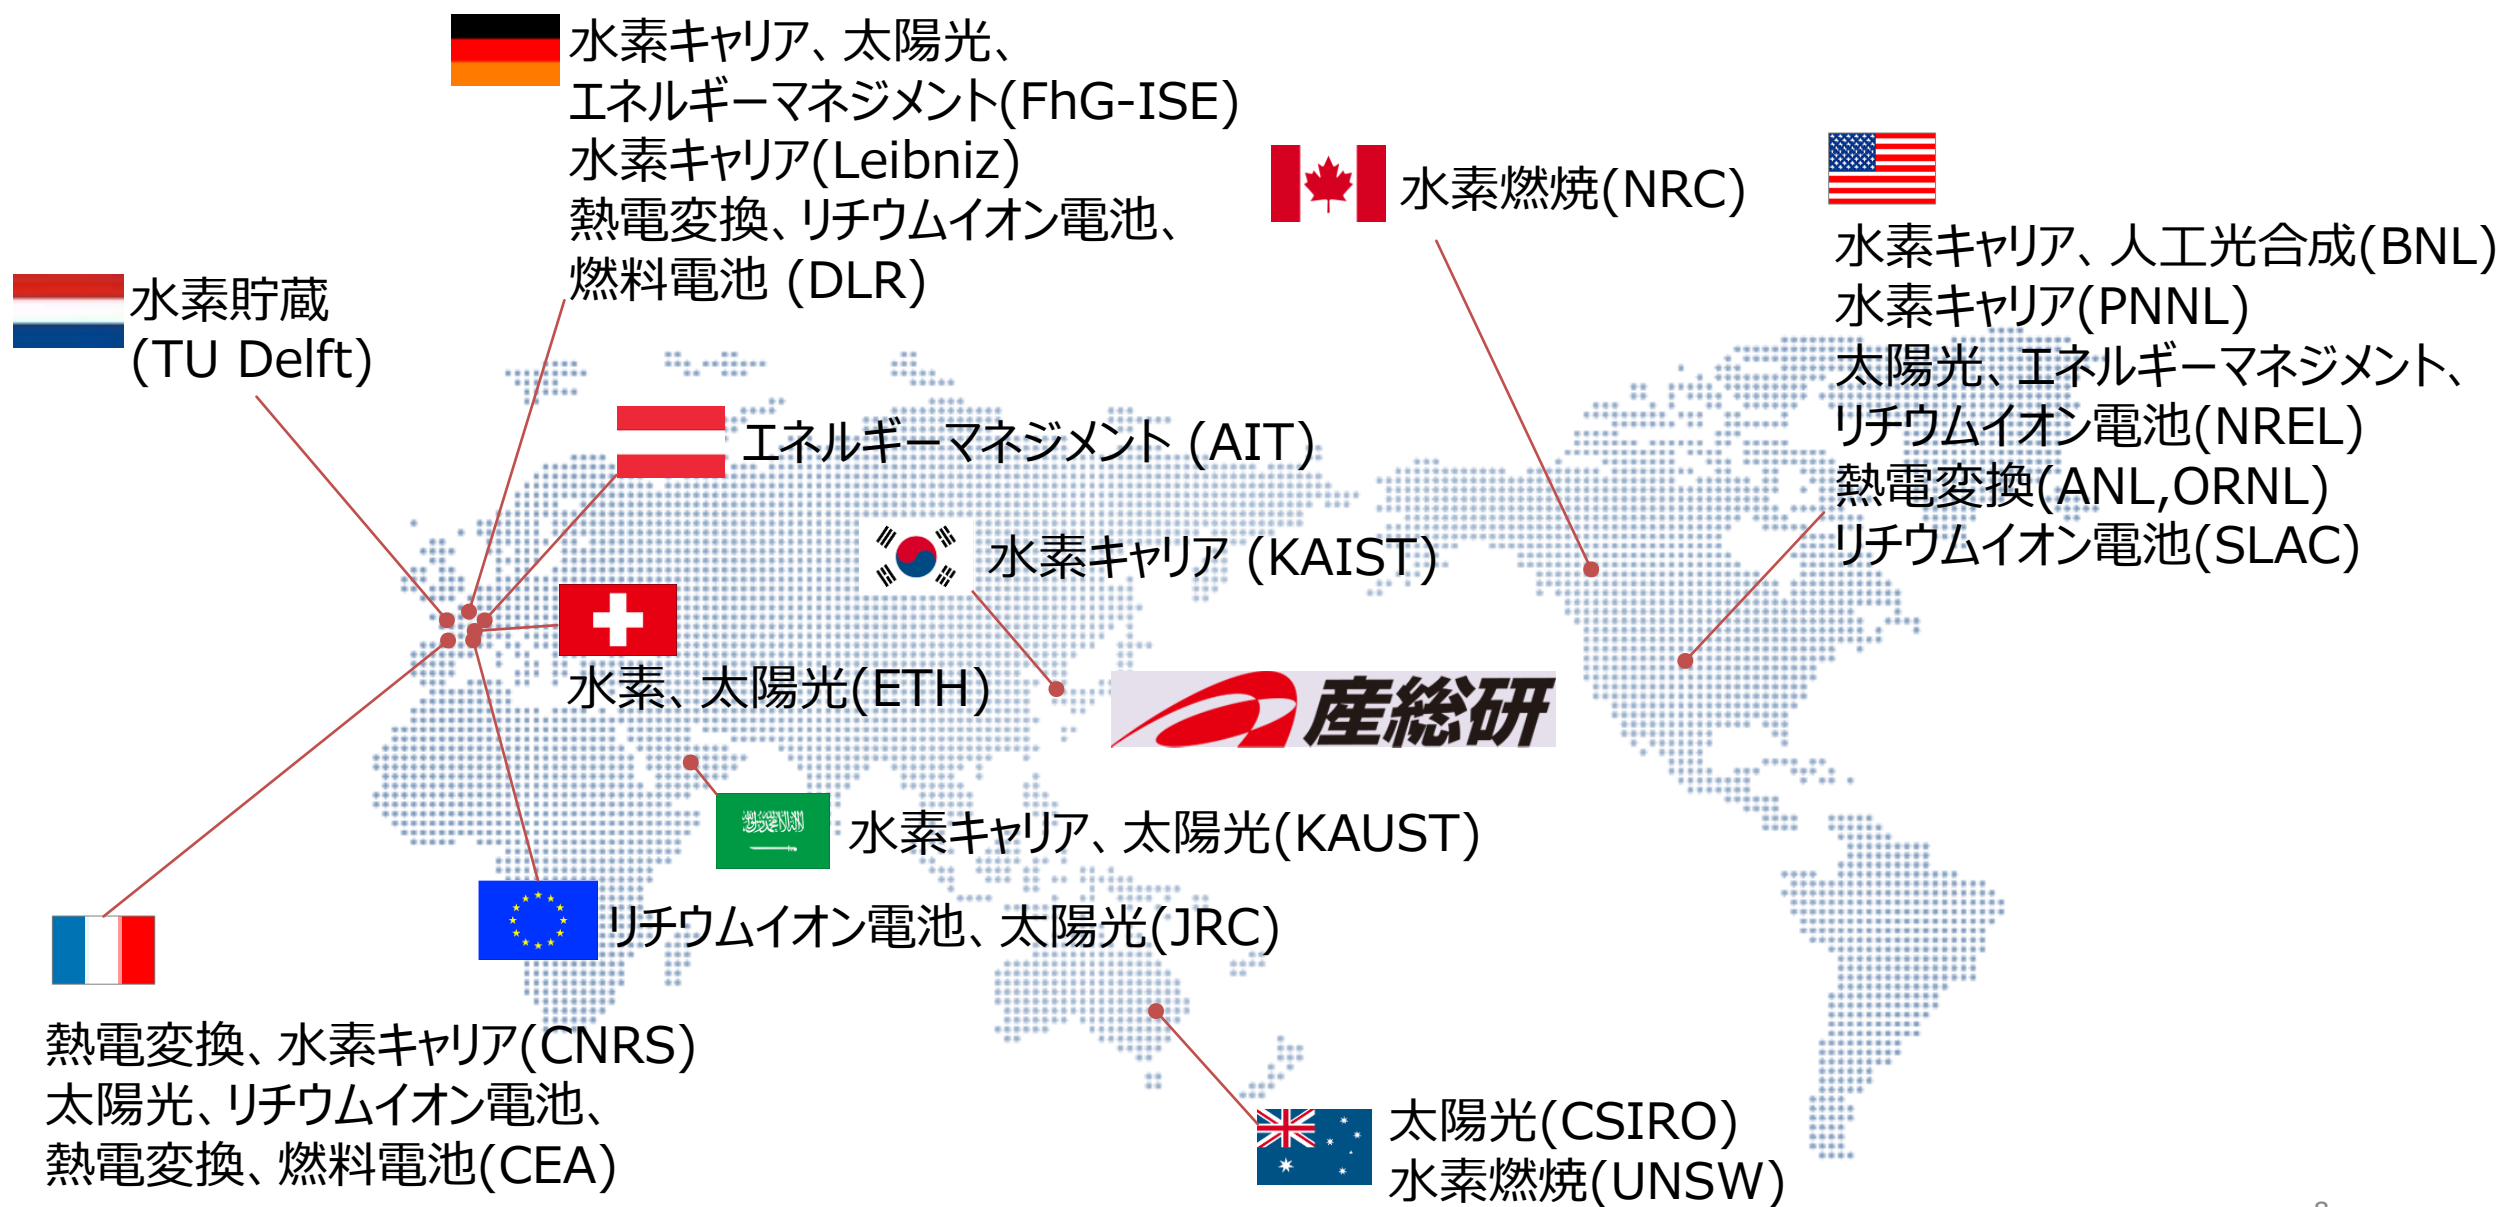 水素キャリア、太陽光、
エネルギーマネジメント(FhG-ISE)
水素キャリア(Leibniz)
熱電変換、リチウムイオン電池、
燃料電池 (DLR)
水素燃焼(NRC)
水素キャリア、人工光合成(BNL)
水素キャリア(PNNL)
太陽光、エネルギーマネジメント、
リチウムイオン電池(NREL)
熱電変換(ANL,ORNL)
リチウムイオン電池(SLAC)
水素貯蔵
(TU Delft)
エネルギーマネジメント (AIT)
水素キャリア (KAIST)
水素、太陽光(ETH)
産総研
水素キャリア、太陽光(KAUST)
リチウムイオン電池、太陽光(JRC)
熱電変換、水素キャリア(CNRS)
太陽光、リチウムイオン電池、
熱電変換、燃料電池(CEA)
太陽光(CSIRO)
水素燃焼(UNSW)